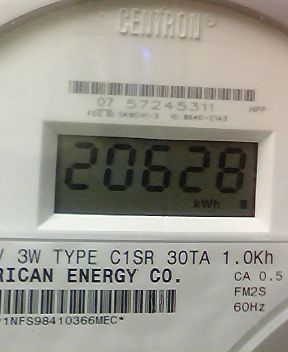 CENTRON®
07 57245311
HPP
20628
kWh
V 3W TYPE C1SR 30TA 1.0Kh
RICAN ENERGY CO.
CA 0.5
FM2S
60Hz
*1NFS98410366MEC*